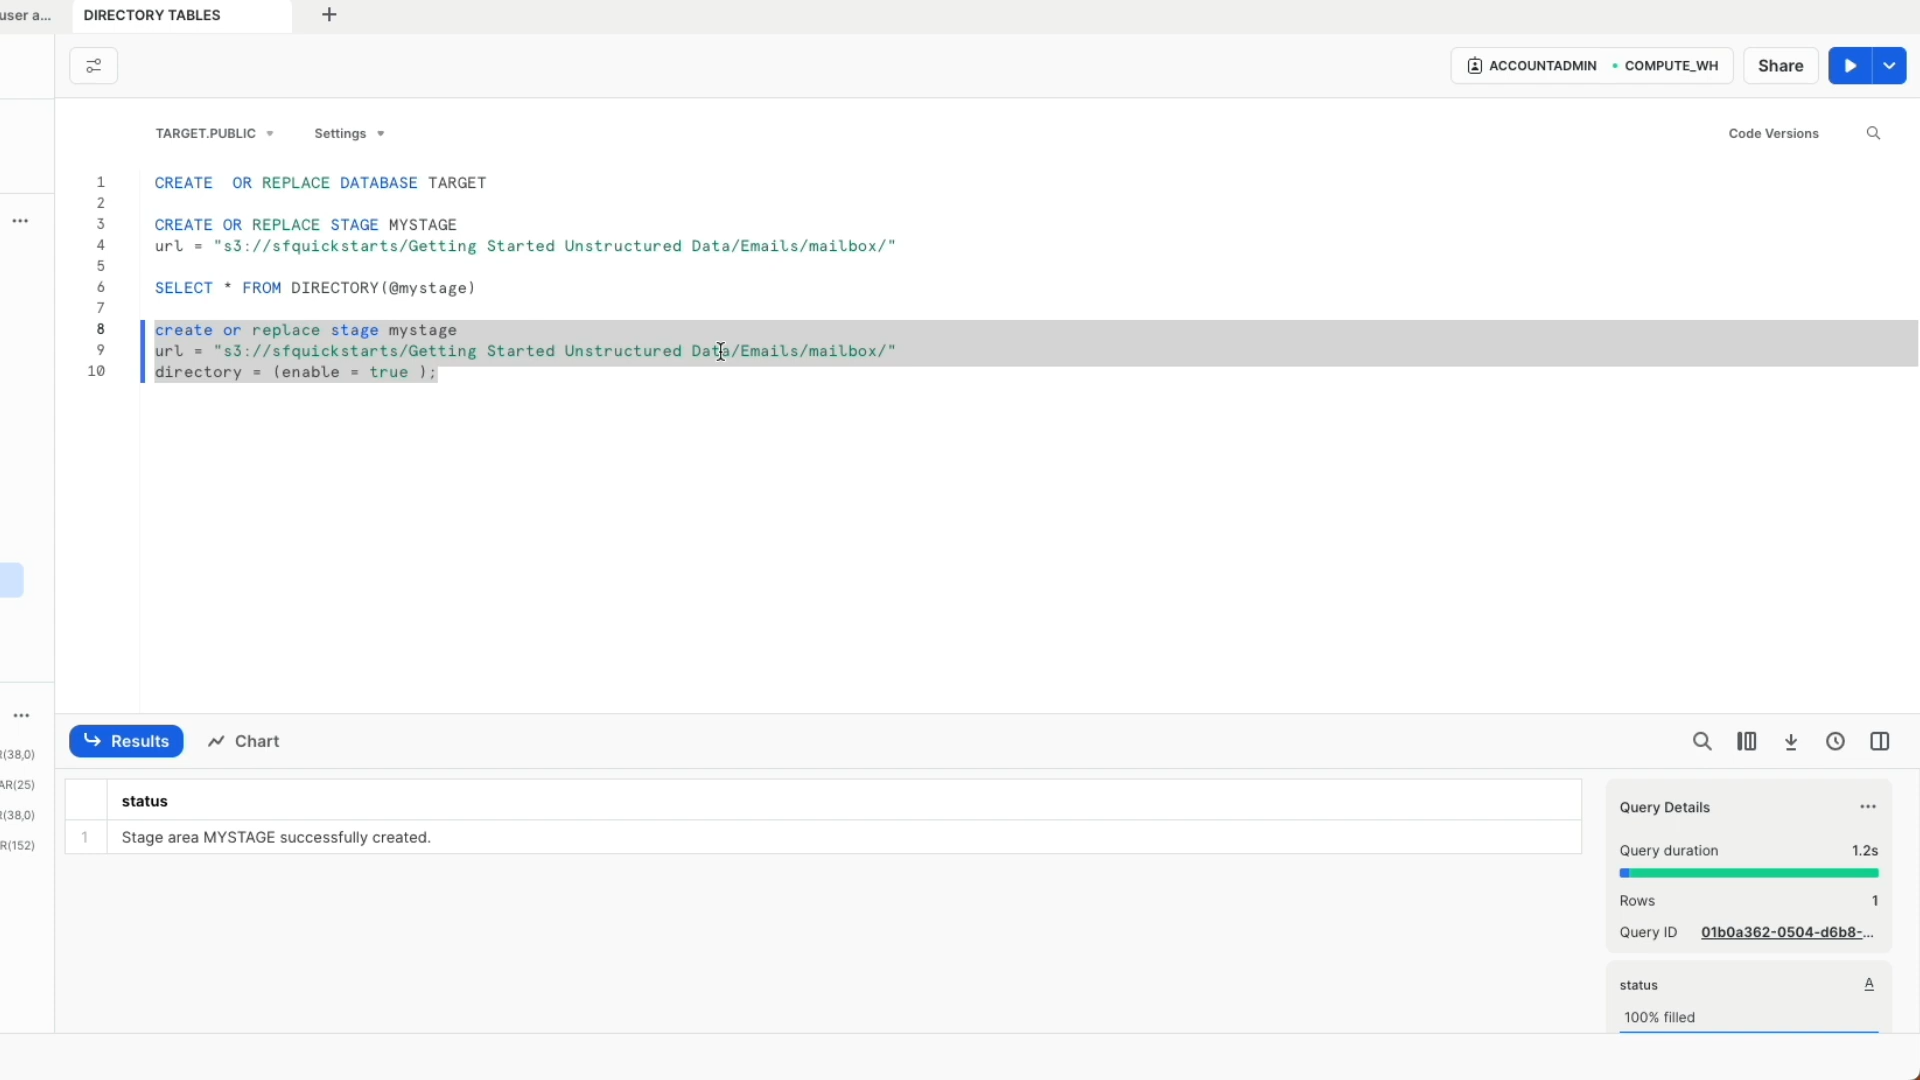 user a...
DIRECTORY TABLES
+
ACCOUNTADMIN
COMPUTE_WH
Share
TARGET.PUBLIC
Settings
Code Versions
1 CREATE  OR REPLACE DATABASE TARGET
2
3 CREATE OR REPLACE STAGE MYSTAGE
4 url = "s3://sfquickstarts/Getting Started Unstructured Data/Emails/mailbox/"
5
6 SELECT * FROM DIRECTORY(@mystage)
7
8 create or replace stage mystage
9 url = "s3://sfquickstarts/Getting Started Unstructured Data/Emails/mailbox/"
10 directory = (enable = true );
R(38,0)
AR(25)
R(38,0)
R(152)
Results
Chart
status
1 Stage area MYSTAGE successfully created.
Query Details
Query duration 1.2s
Rows 1
Query ID 01b0a362-0504-d6b8-...
status A
100% filled